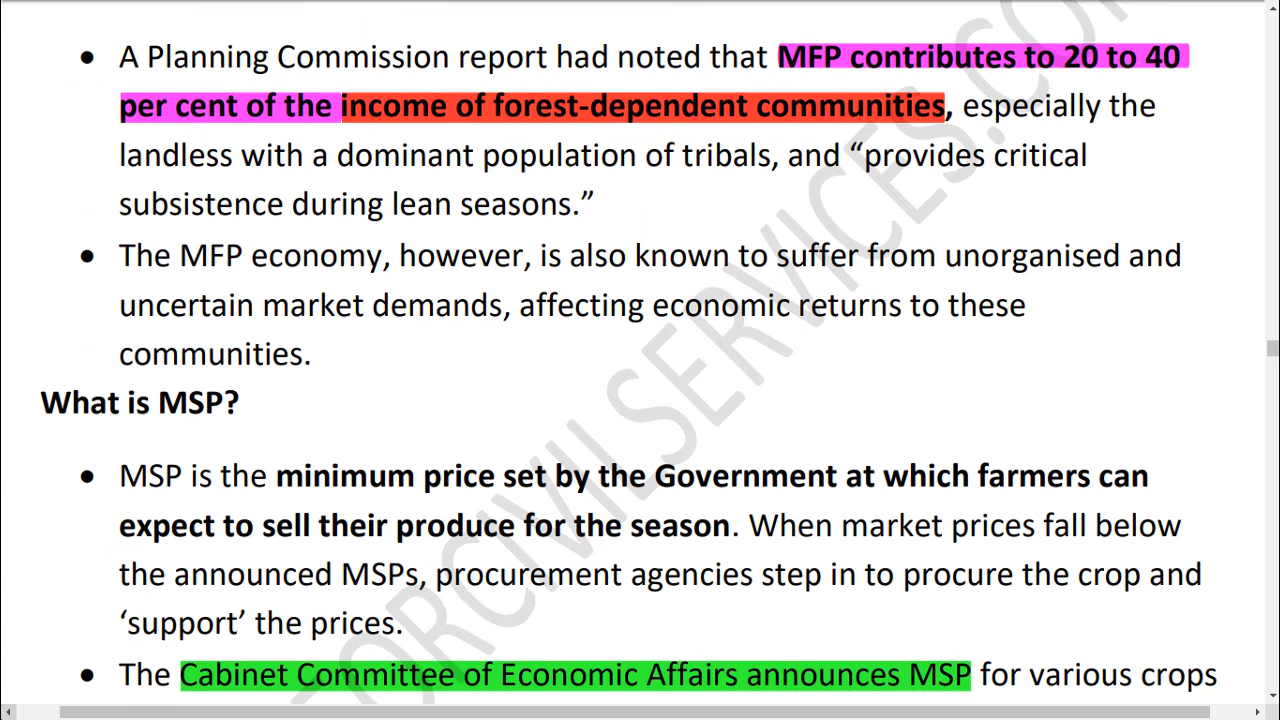 • A Planning Commission report had noted that MFP contributes to 20 to 40
per cent of the income of forest-dependent communities, especially the
landless with a dominant population of tribals, and “provides critical
subsistence during lean seasons.”
• The MFP economy, however, is also known to suffer from unorganised and
uncertain market demands, affecting economic returns to these
communities.
What is MSP?
• MSP is the minimum price set by the Government at which farmers can
expect to sell their produce for the season. When market prices fall below
the announced MSPs, procurement agencies step in to procure the crop and
‘support’ the prices.
• The Cabinet Committee of Economic Affairs announces MSP for various crops
FORCIVILSERVICES.CO